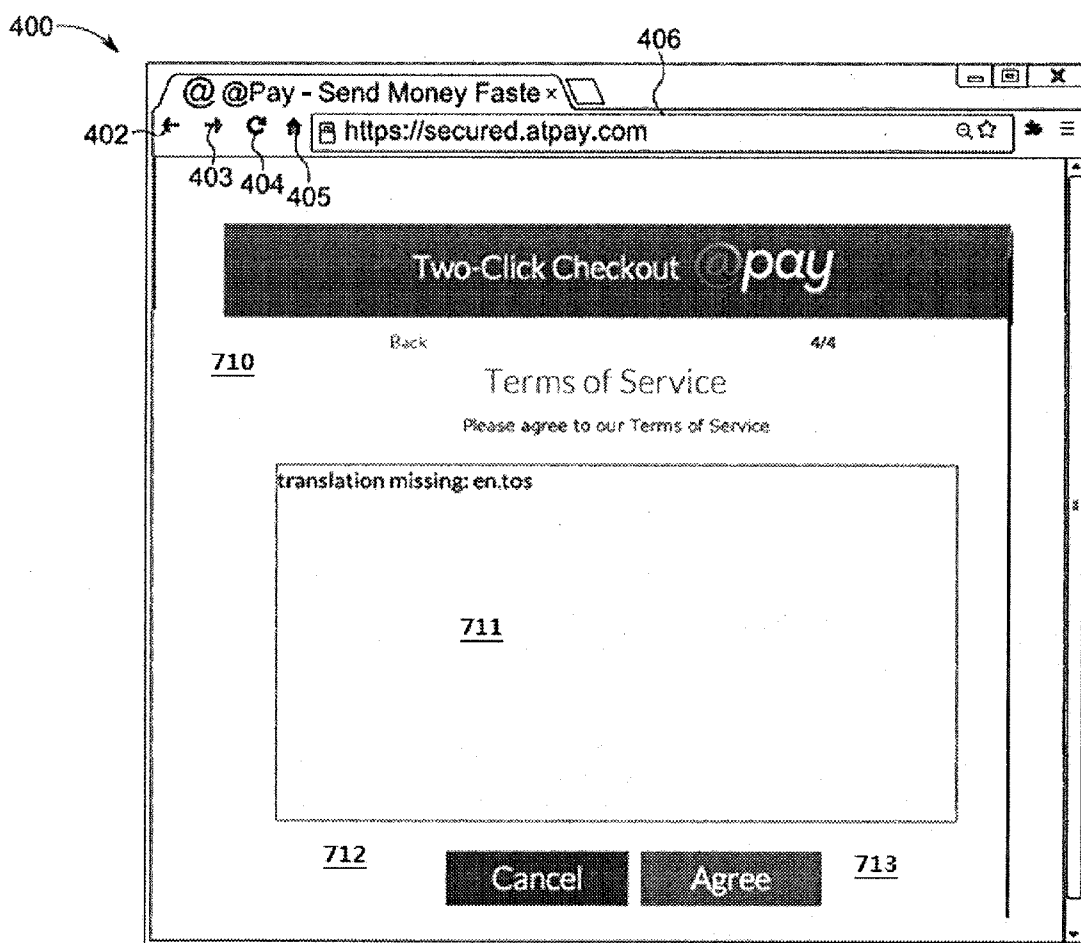 400
406
@ @Pay - Send Money Faste ×
402
https://secured.atpay.com
403 404 405
Two-Click Checkout @pay
Back 4/4
710
Terms of Service
Please agree to our Terms of Service
translation missing: en.tos
711
712 713
Cancel Agree